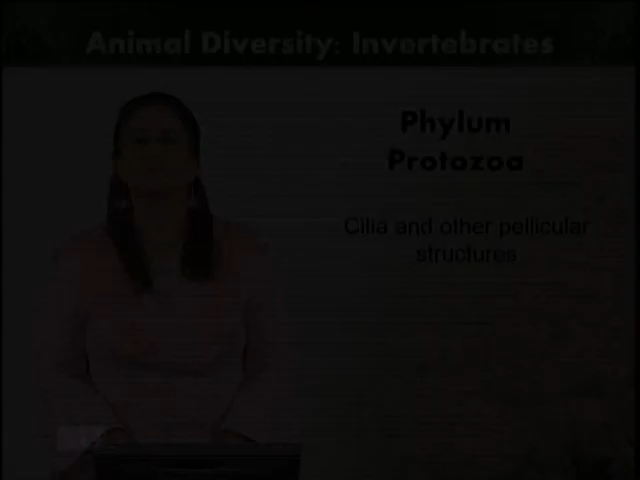 Animal Diversity: Invertebrates
Phylum
Protozoa
Cilia and other pellicular
structures